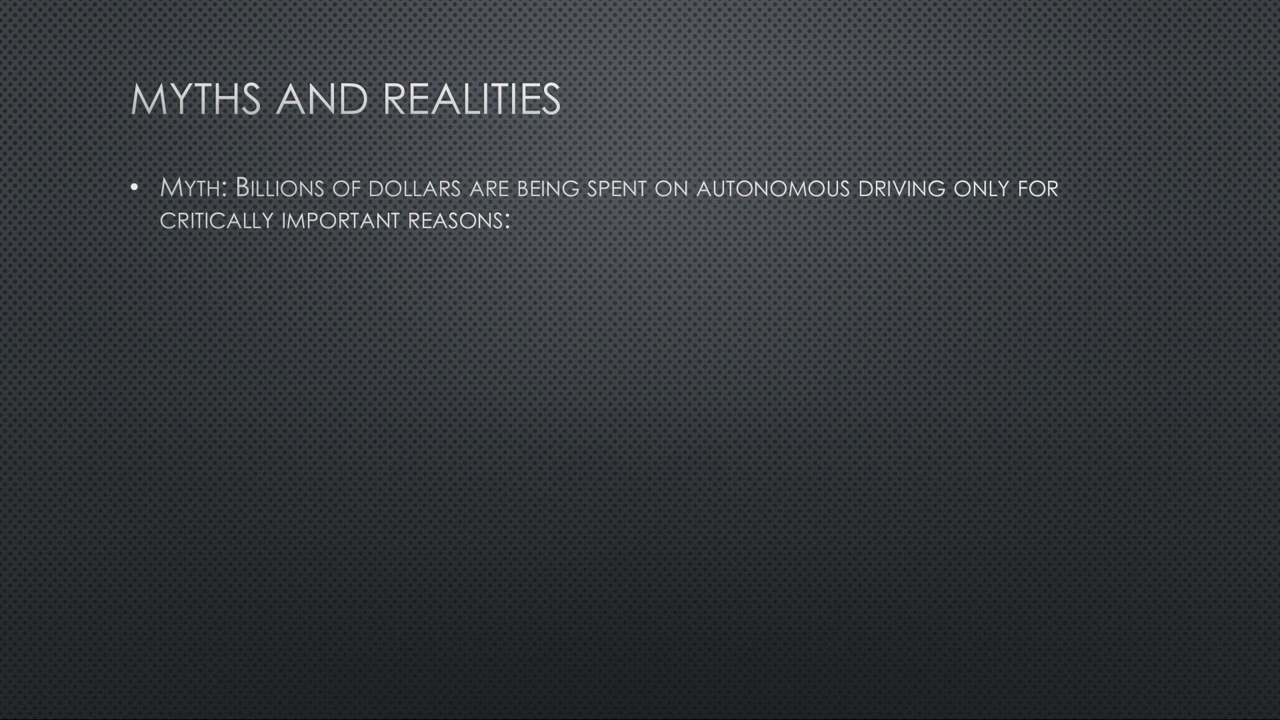 MYTHS AND REALITIES
• MYTH: BILLIONS OF DOLLARS ARE BEING SPENT ON AUTONOMOUS DRIVING ONLY FOR
CRITICALLY IMPORTANT REASONS: